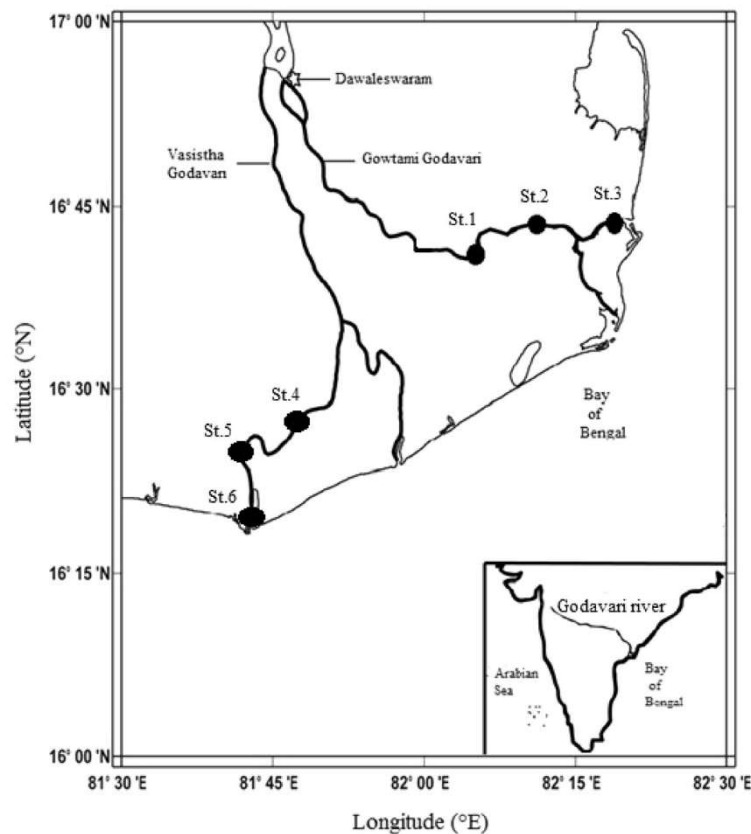 17° 00 'N
Dawaleswaram
Vasistha
Godavari
Gowtami Godavari
16° 45 'N
St.1
St.2
St.3
Latitude (°N)
16° 30 'N
St.4
Bay
of
Bengal
St.5
St.6
16° 15 'N
Godavari river
Arabian
Sea
Bay
of
Bengal
16° 00 'N
81° 30 'E
81° 45 'E
82° 00 'E
82° 15 'E
82° 30 'E
Longitude (°E)